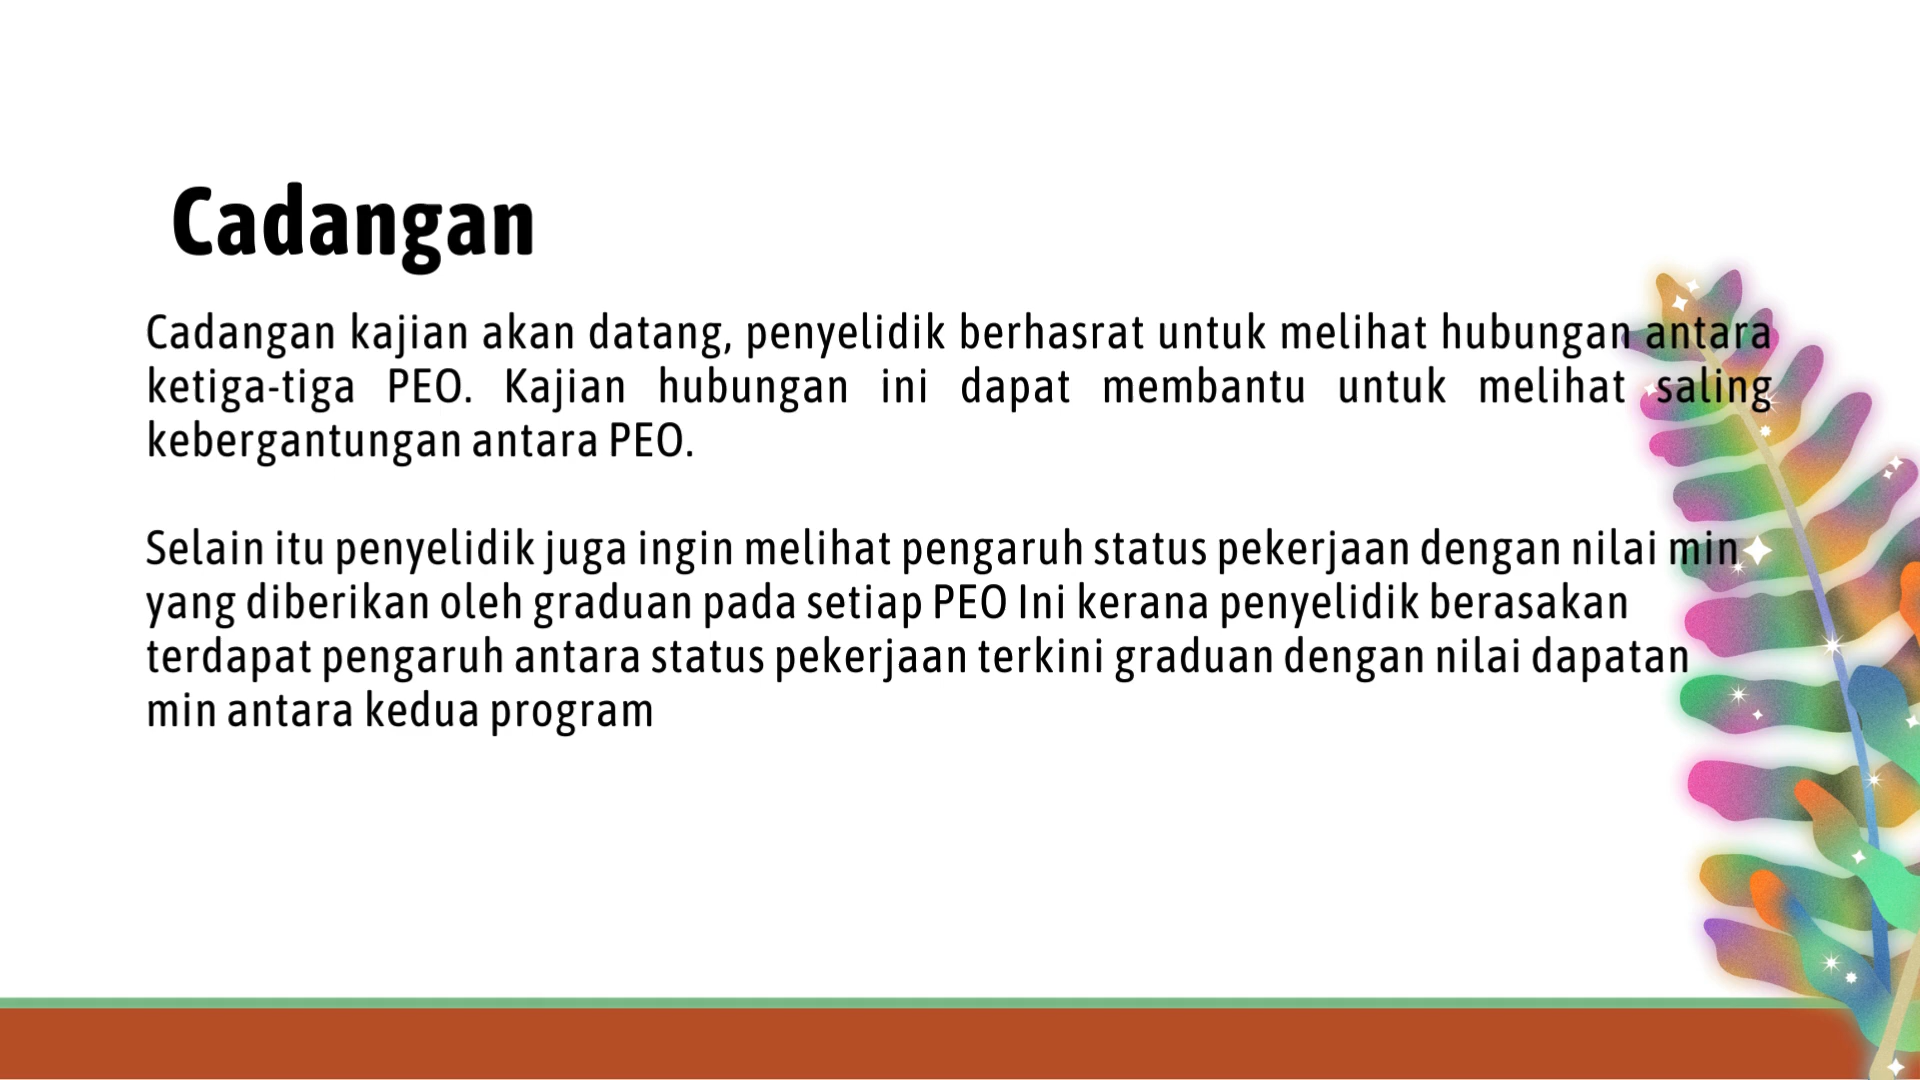 Cadangan
Cadangan kajian akan datang, penyelidik berhasrat untuk melihat hubungan antara
ketiga-tiga PEO. Kajian hubungan ini dapat membantu untuk melihat saling
kebergantungan antara PEO.
Selain itu penyelidik juga ingin melihat pengaruh status pekerjaan dengan nilai min
yang diberikan oleh graduan pada setiap PEO Ini kerana penyelidik berasakan
terdapat pengaruh antara status pekerjaan terkini graduan dengan nilai dapatan
min antara kedua program